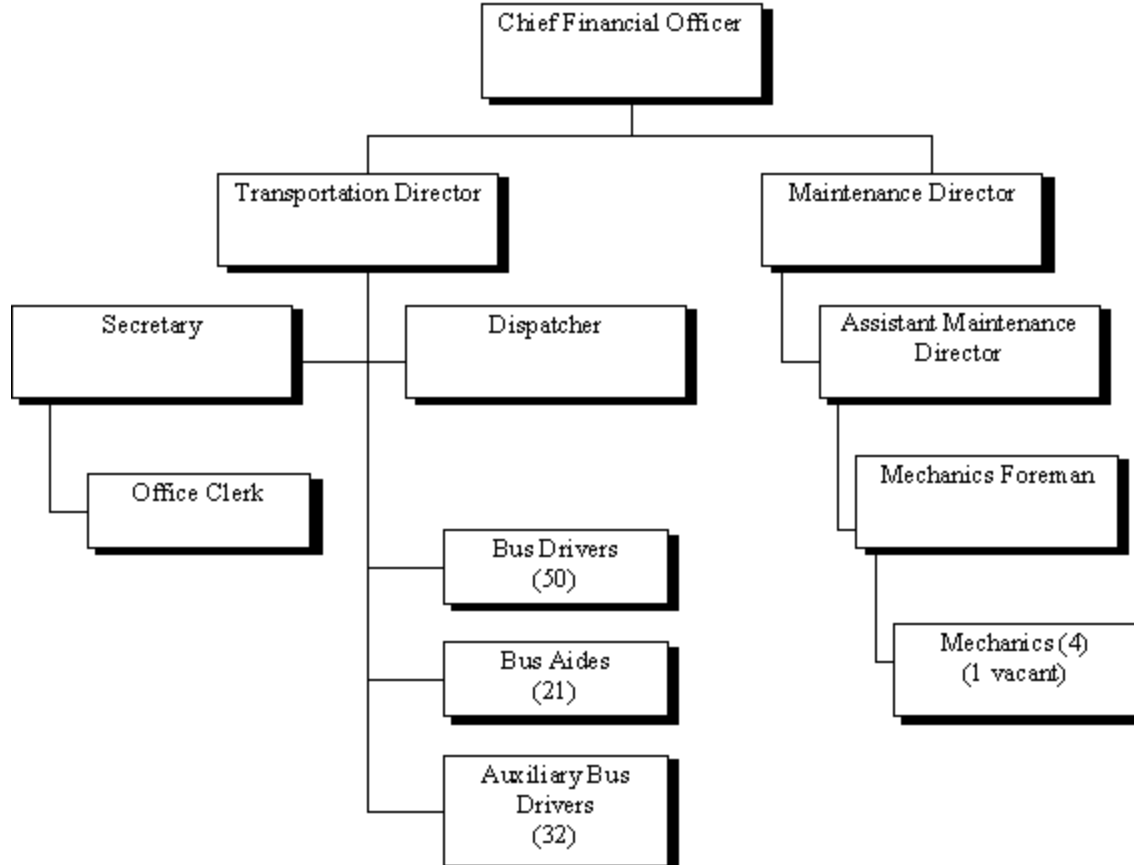 Chief Financial Officer
Transportation Director
Maintenance Director
Secretary
Dispatcher
Assistant Maintenance
Director
Office Clerk
Mechanics Foreman
Bus Drivers
(50)
Bus Aides
(21)
Mechanics (4)
(1 vacant)
Auxiliary Bus
Drivers
(32)